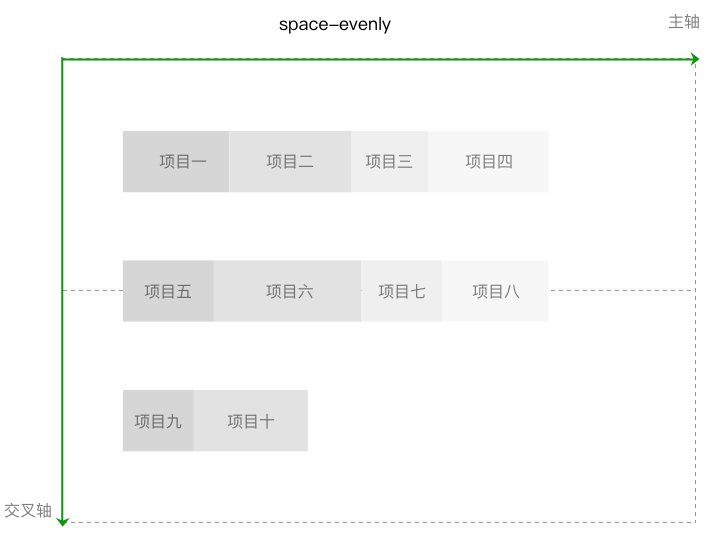 space–evenly
主轴
项目一 项目二 项目三 项目四
项目五 项目六 项目七 项目八
项目九 项目十
交叉轴